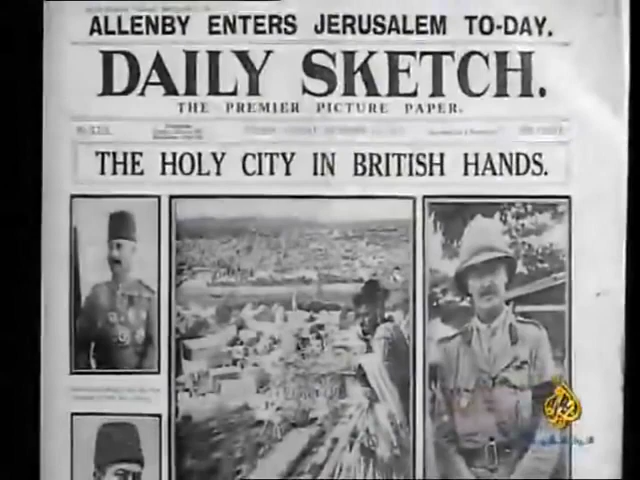 ALLENBY ENTERS JERUSALEM TO-DAY.
DAILY SKETCH.
THE PREMIER PICTURE PAPER.
THE HOLY CITY IN BRITISH HANDS.